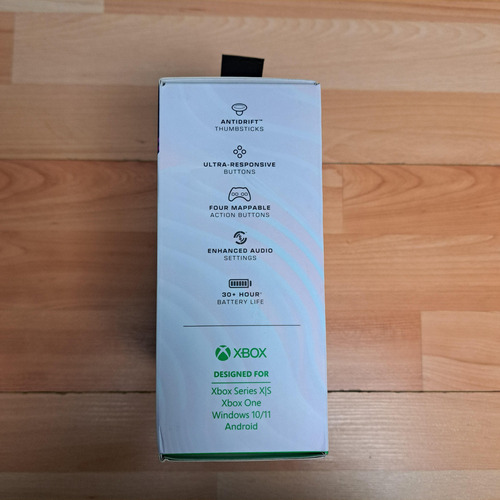 ANTIDRIFT™
THUMBSTICKS
ULTRA-RESPONSIVE
BUTTONS
FOUR MAPPABLE
ACTION BUTTONS
ENHANCED AUDIO
SETTINGS
30+ HOUR*
BATTERY LIFE
XBOX
DESIGNED FOR
Xbox Series X|S
Xbox One
Windows 10/11
Android